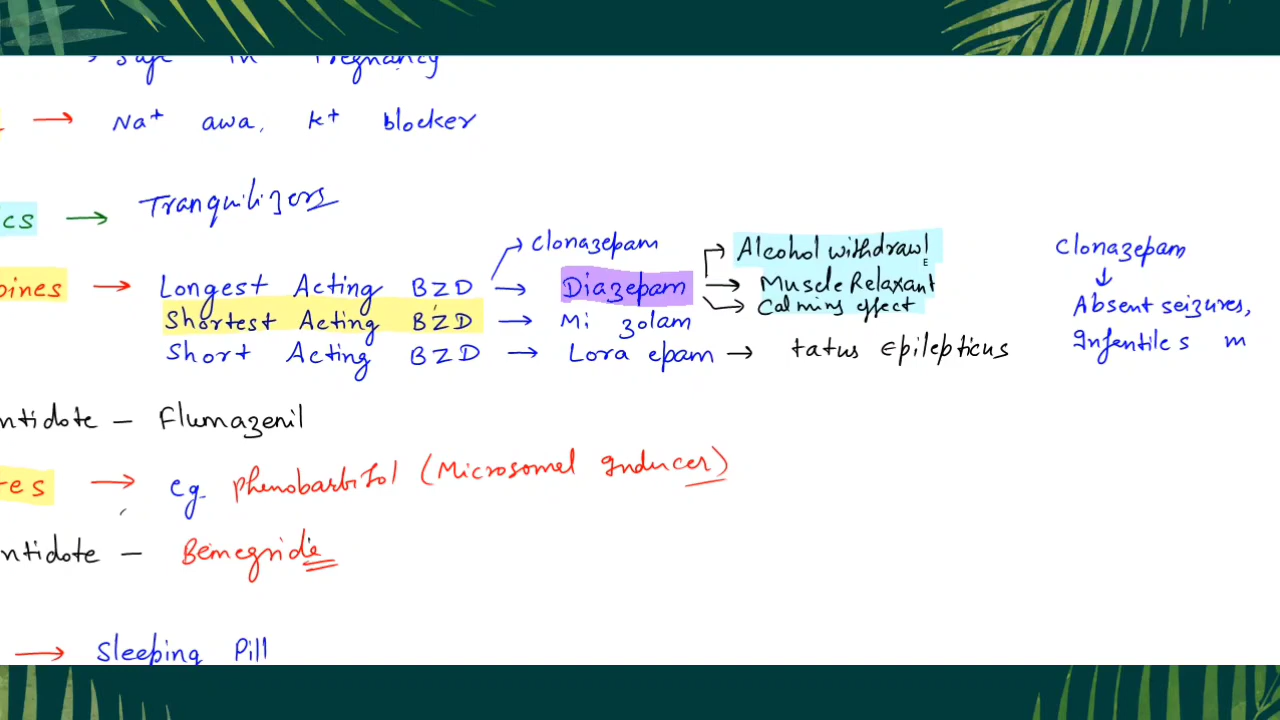 safe in Pregnancy
→ Na+ awa, K+ blocker
cs → Tranquilizers
→ Clonazepam
→ Alcohol withdrawl
pines → Longest Acting BZD → Diazepam → Muscle Relaxant
→ Calming effect
Shortest Acting BZD → Mi zolam
Short Acting BZD → Lora epam → tatus Epilepticus
Clonazepam
↓
Absent seizures,
Infantile s m
ntidote – Flumazenil
res → eg. phenobarbitol (Microsomel Inducer)
ntidote – Bemegride
→ Sleeping Pill